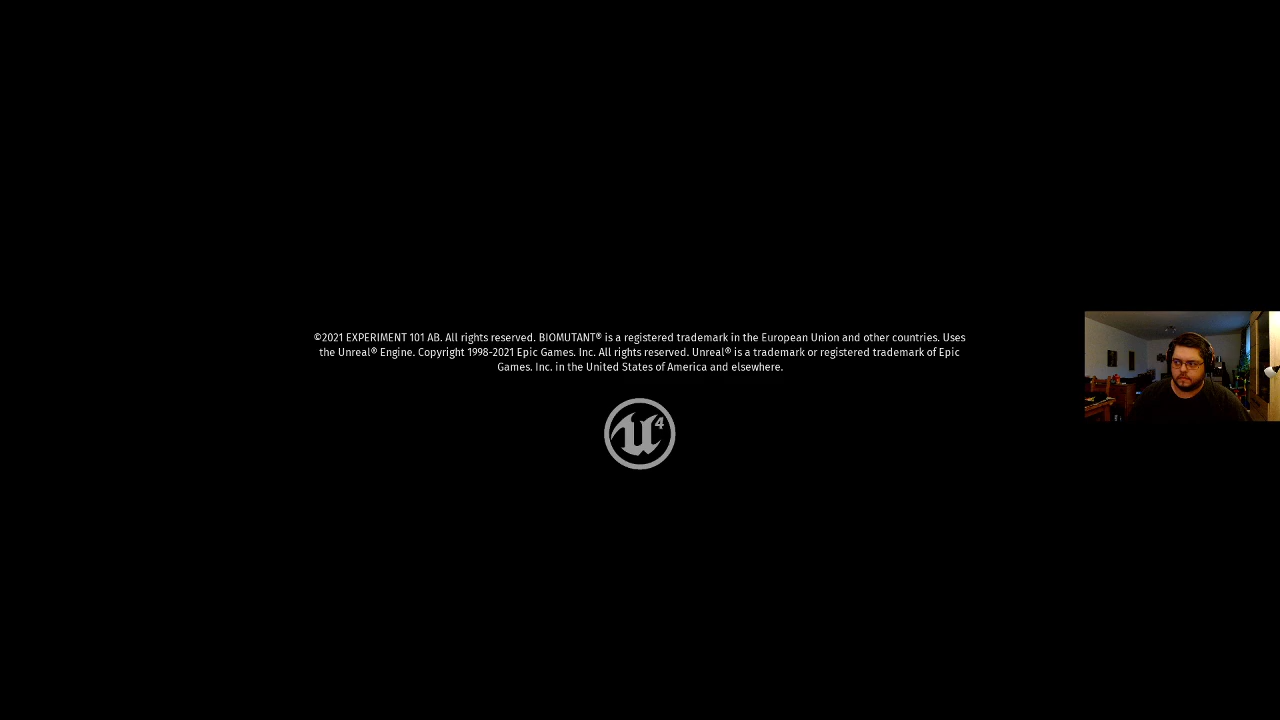 ©2021 EXPERIMENT 101 AB. All rights reserved. BIOMUTANT® is a registered trademark in the European Union and other countries. Uses
the Unreal® Engine. Copyright 1998-2021 Epic Games. Inc. All rights reserved. Unreal® is a trademark or registered trademark of Epic
Games. Inc. in the United States of America and elsewhere.
U4